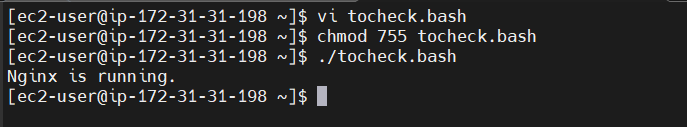 [ec2-user@ip-172-31-31-198 ~]$ vi tocheck.bash
[ec2-user@ip-172-31-31-198 ~]$ chmod 755 tocheck.bash
[ec2-user@ip-172-31-31-198 ~]$ ./tocheck.bash
Nginx is running.
[ec2-user@ip-172-31-31-198 ~]$